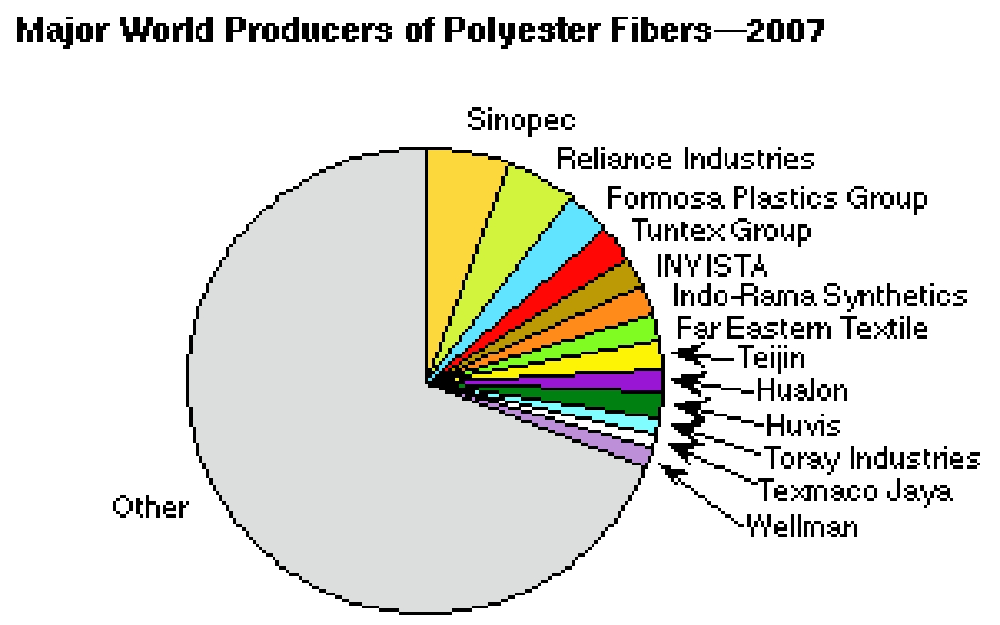 Major World Producers of Polyester Fibers—2007
Sinopec
Reliance Industries
Formosa Plastics Group
Tuntex Group
INVISTA
Indo-Rama Synthetics
Far Eastern Textile
Teijin
Hualon
Huvis
Toray Industries
Texmaco Jaya
Wellman
Other